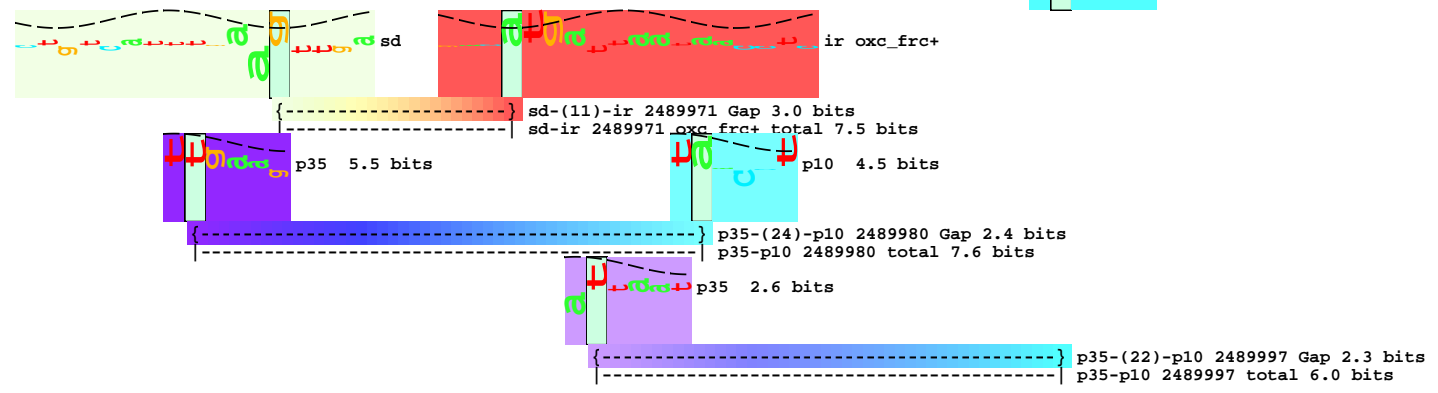 sd
ir oxc_frc+
{----------------------} sd-(11)-ir 2489971 Gap 3.0 bits
|----------------------| sd-ir 2489971 oxc_frc+ total 7.5 bits
p35 5.5 bits
p10 4.5 bits
{------------------------------------------------} p35-(24)-p10 2489980 Gap 2.4 bits
|------------------------------------------------| p35-p10 2489980 total 7.6 bits
p35 2.6 bits
{--------------------------------------------} p35-(22)-p10 2489997 Gap 2.3 bits
|--------------------------------------------| p35-p10 2489997 total 6.0 bits